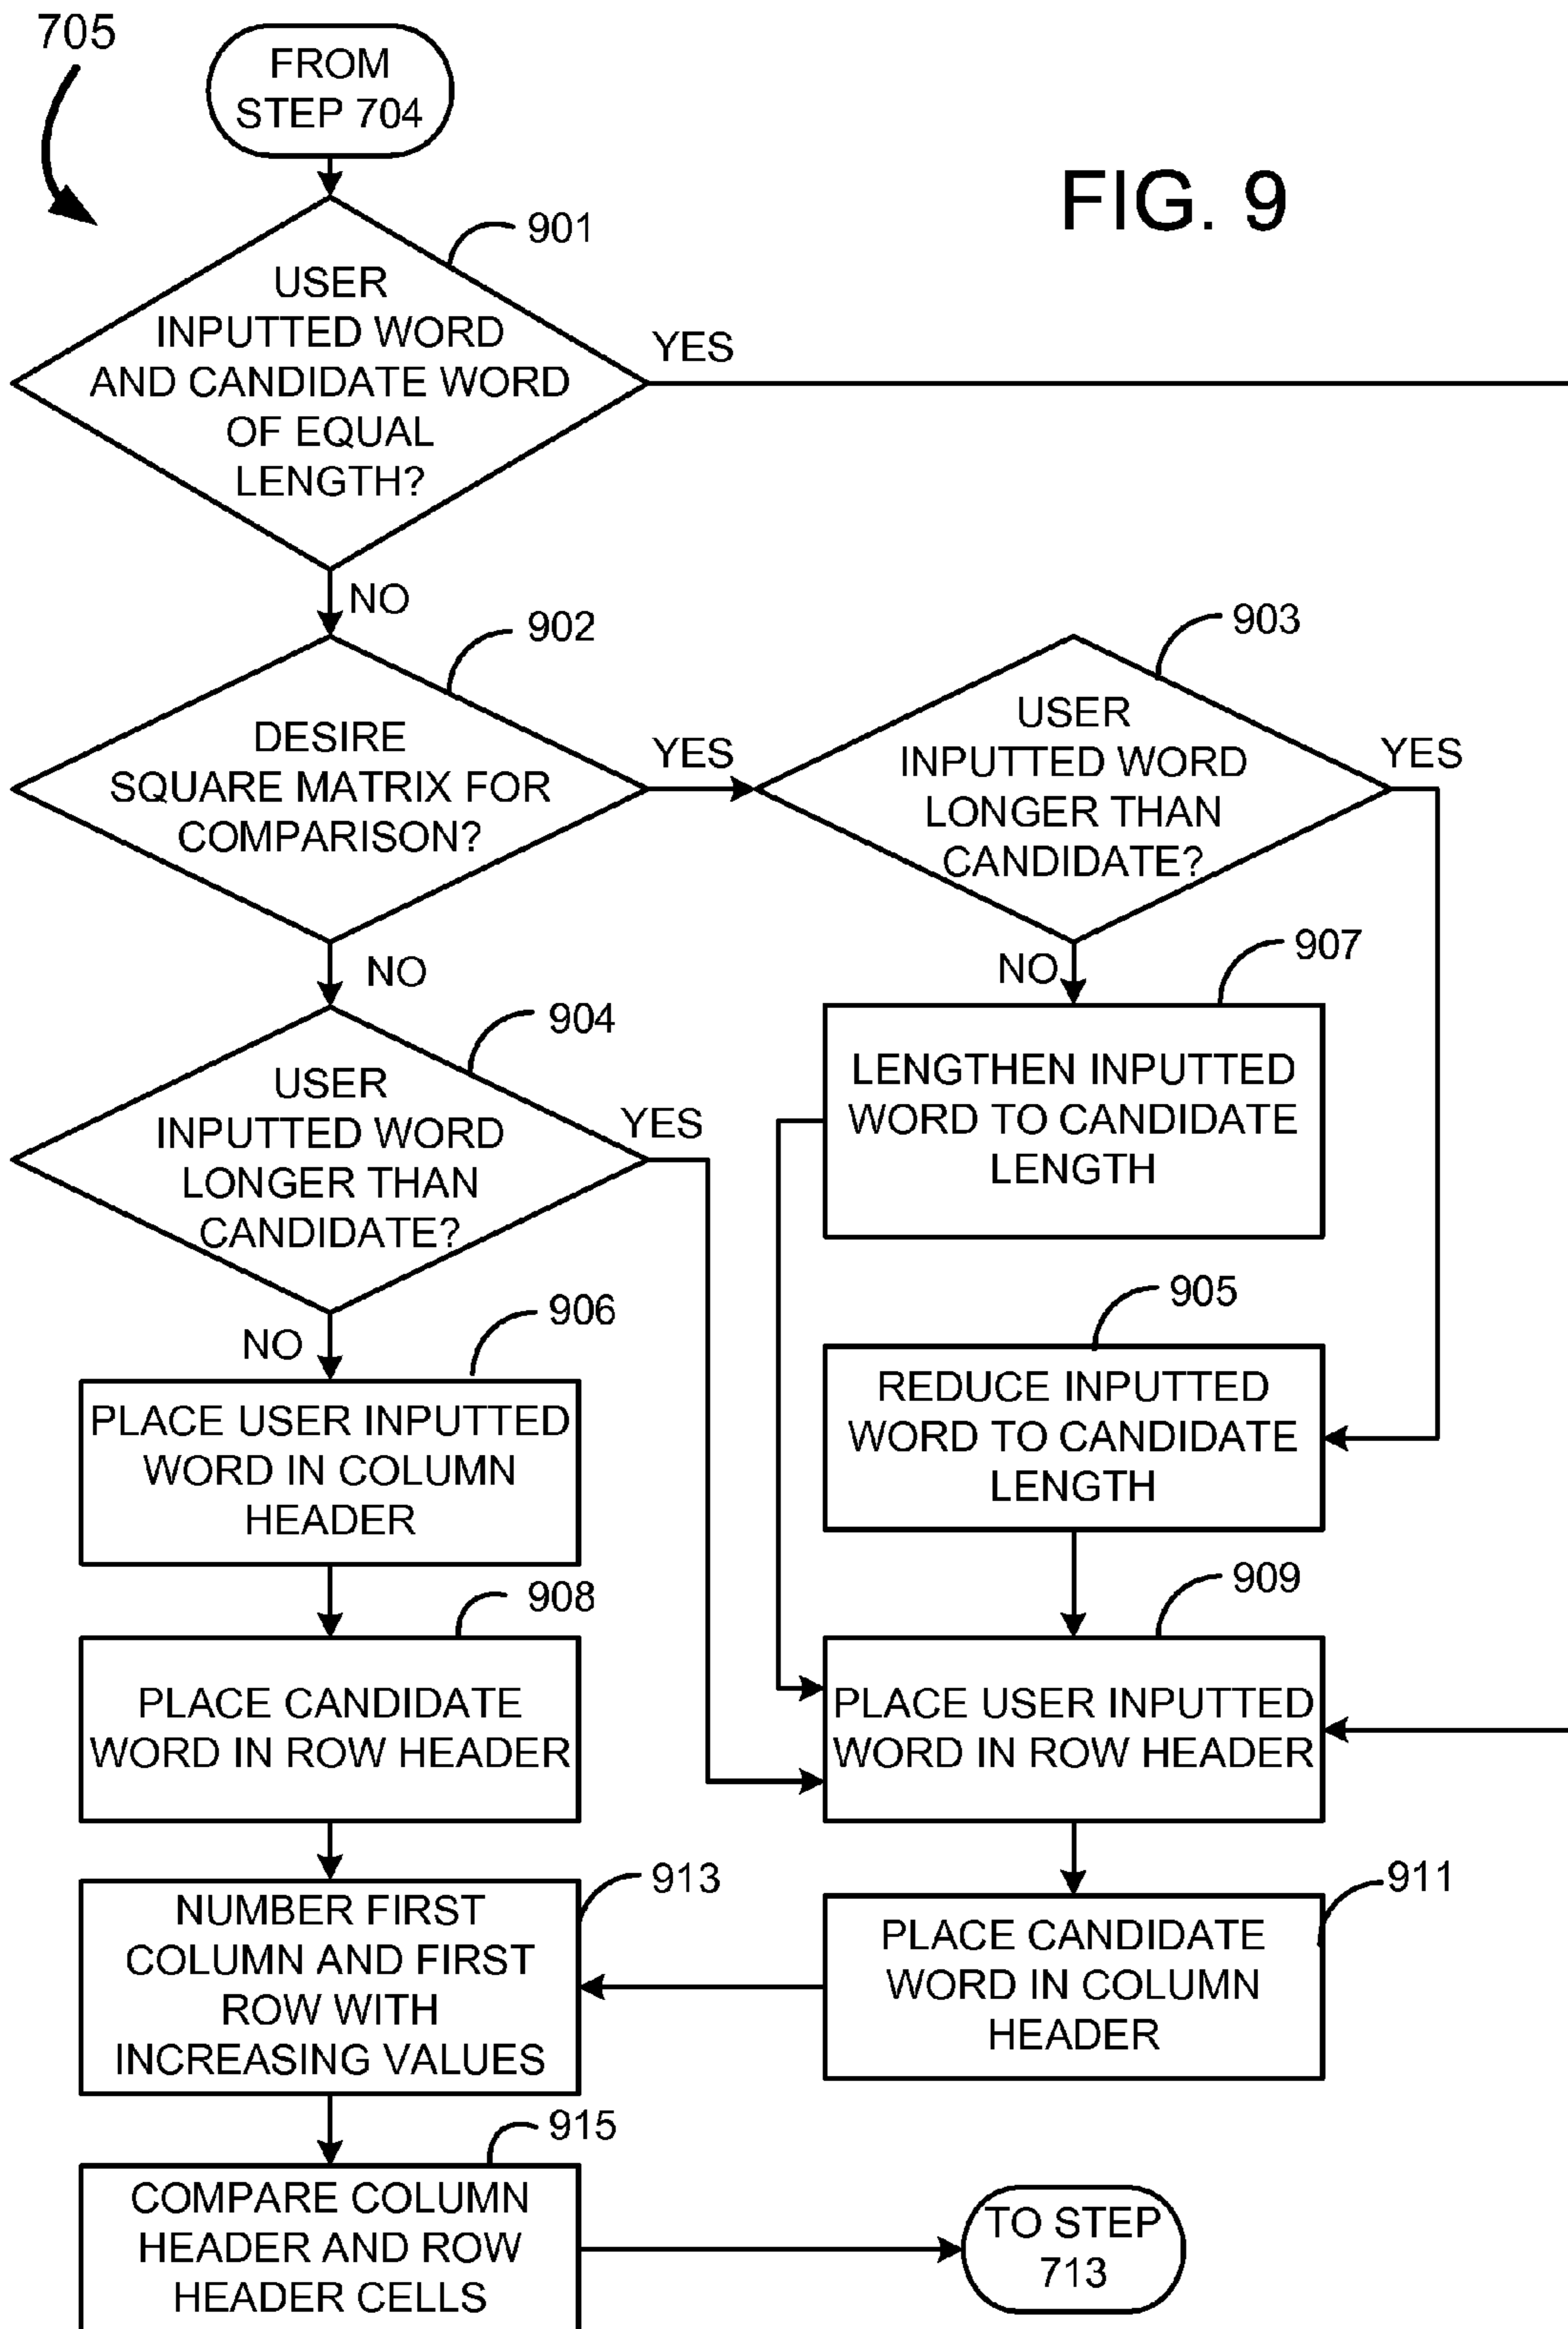 705
FROM
STEP 704
FIG. 9
901
USER
INPUTTED WORD
AND CANDIDATE WORD
OF EQUAL
LENGTH?
YES
NO
902
DESIRE
SQUARE MATRIX FOR
COMPARISON?
YES
903
USER
INPUTTED WORD
LONGER THAN
CANDIDATE?
YES
NO
NO
904
USER
INPUTTED WORD
LONGER THAN
CANDIDATE?
YES
NO
907
LENGTHEN INPUTTED
WORD TO CANDIDATE
LENGTH
905
REDUCE INPUTTED
WORD TO CANDIDATE
LENGTH
906
PLACE USER INPUTTED
WORD IN COLUMN
HEADER
908
PLACE CANDIDATE
WORD IN ROW HEADER
909
PLACE USER INPUTTED
WORD IN ROW HEADER
911
PLACE CANDIDATE
WORD IN COLUMN
HEADER
913
NUMBER FIRST
COLUMN AND FIRST
ROW WITH
INCREASING VALUES
915
COMPARE COLUMN
HEADER AND ROW
HEADER CELLS
TO STEP
713